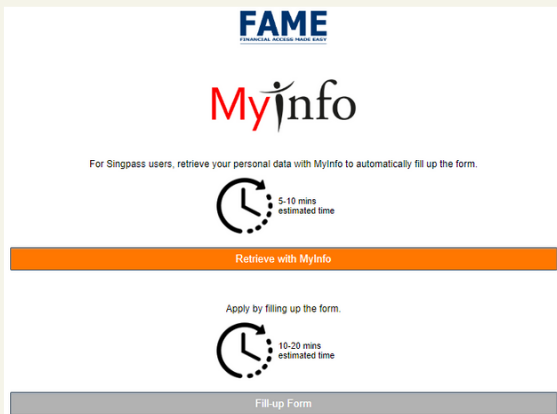 FAME
FINANCIAL ACCESS MADE EASY
Myinfo
For Singpass users, retrieve your personal data with MyInfo to automatically fill up the form.
5-10 mins
estimated time
Retrieve with MyInfo
Apply by filling up the form.
10-20 mins
estimated time
Fill-up Form